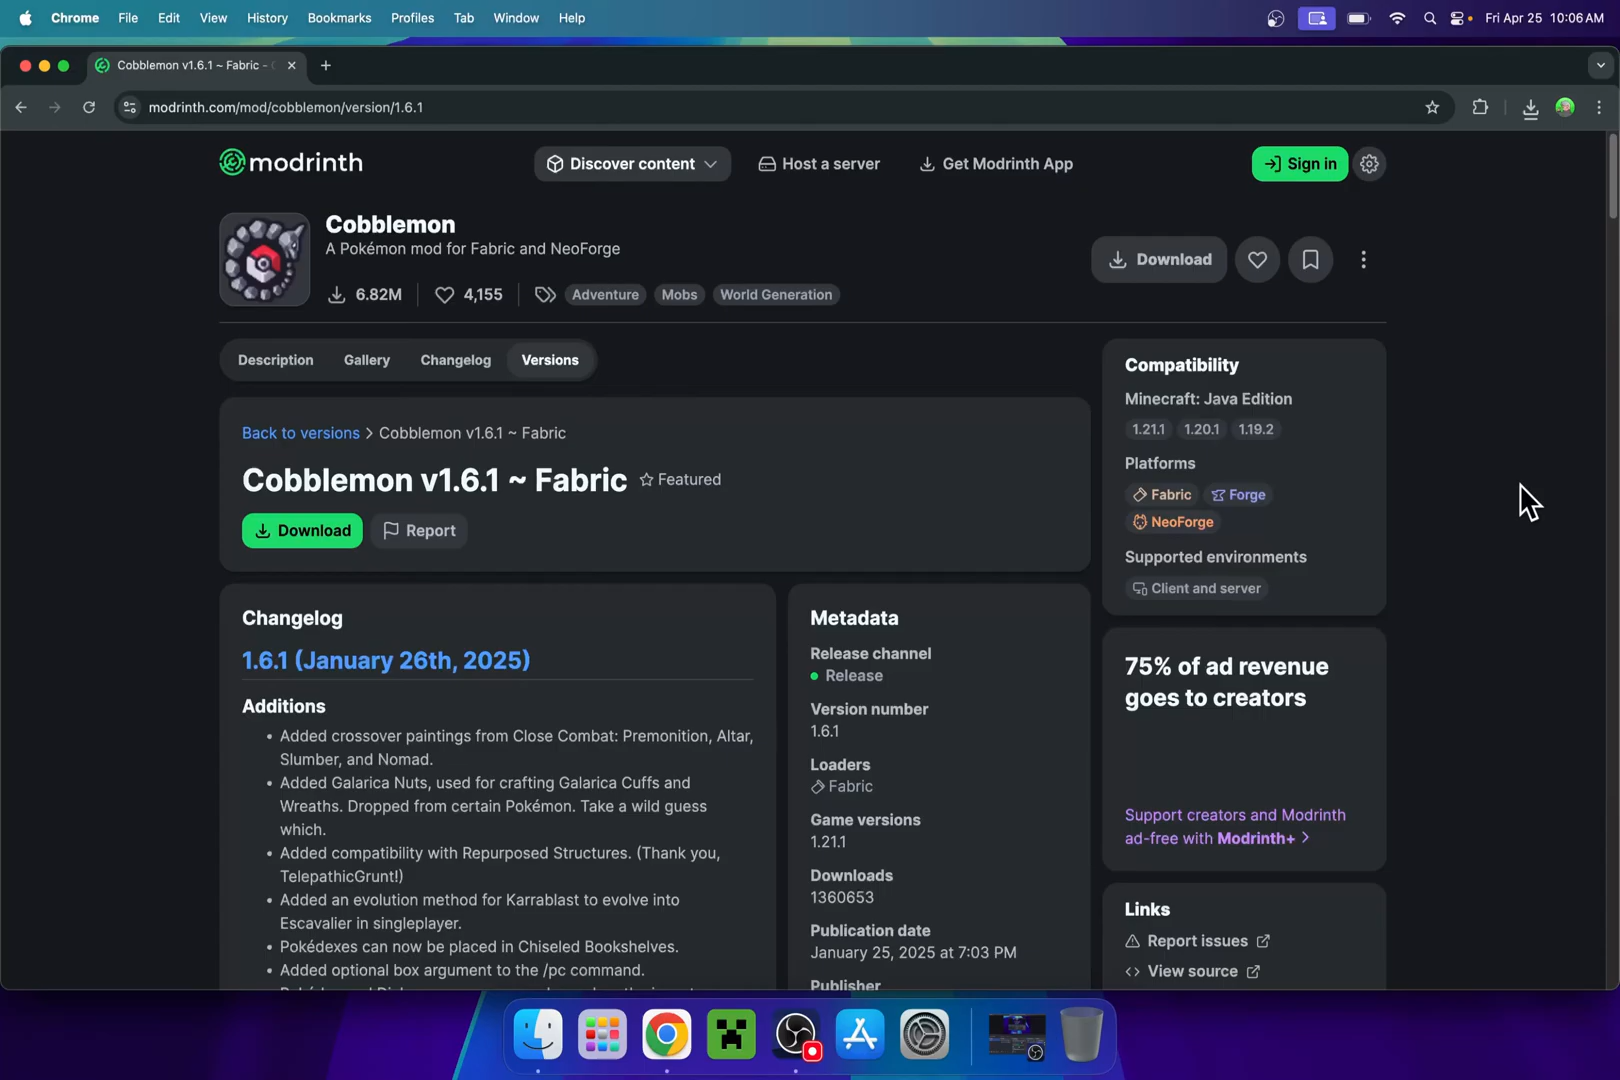 Chrome File Edit View History Bookmarks Profiles Tab Window Help Fri Apr 25 10:06 AM
Cobblemon v1.6.1 ~ Fabric -
modrinth.com/mod/cobblemon/version/1.6.1
modrinth Discover content Host a server Get Modrinth App Sign in
Cobblemon
A Pokémon mod for Fabric and NeoForge
Download
6.82M 4,155 Adventure Mobs World Generation
Description Gallery Changelog Versions
Back to versions > Cobblemon v1.6.1 ~ Fabric
Cobblemon v1.6.1 ~ Fabric Featured
Download Report
Changelog
1.6.1 (January 26th, 2025)
Additions
• Added crossover paintings from Close Combat: Premonition, Altar,
Slumber, and Nomad.
• Added Galarica Nuts, used for crafting Galarica Cuffs and
Wreaths. Dropped from certain Pokémon. Take a wild guess
which.
• Added compatibility with Repurposed Structures. (Thank you,
TelepathicGrunt!)
• Added an evolution method for Karrablast to evolve into
Escavalier in singleplayer.
• Pokédexes can now be placed in Chiseled Bookshelves.
• Added optional box argument to the /pc command.
Metadata
Release channel
• Release
Version number
1.6.1
Loaders
Fabric
Game versions
1.21.1
Downloads
1360653
Publication date
January 25, 2025 at 7:03 PM
Publisher
Compatibility
Minecraft: Java Edition
1.21.1 1.20.1 1.19.2
Platforms
Fabric Forge
NeoForge
Supported environments
Client and server
75% of ad revenue
goes to creators
Support creators and Modrinth
ad-free with Modrinth+ >
Links
Report issues
View source